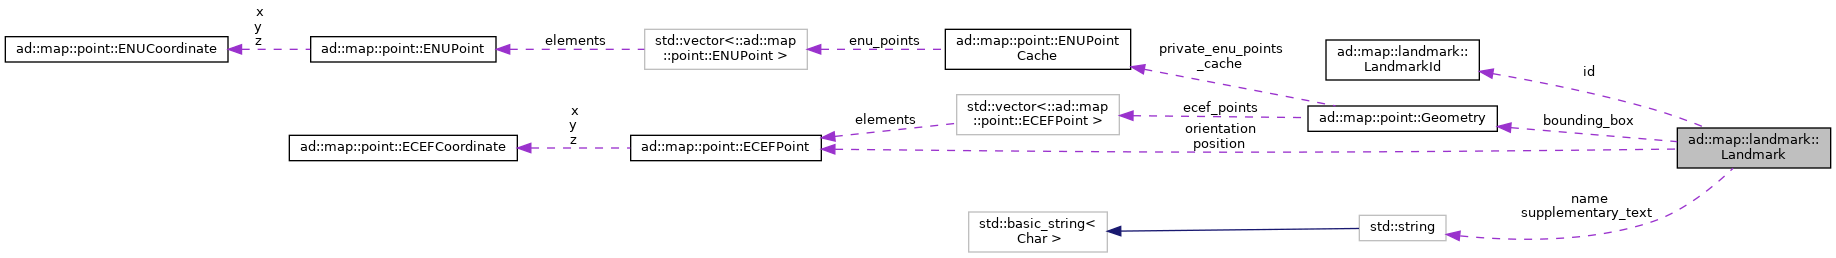 x
y
z
ad::map::point::ENUCoordinate
ad::map::point::ENUPoint
elements
std::vector<::ad::map
::point::ENUPoint >
enu_points
ad::map::point::ENUPoint
Cache
private_enu_points
_cache
ad::map::landmark::
LandmarkId
id
x
y
z
ad::map::point::ECEFCoordinate
ad::map::point::ECEFPoint
elements
std::vector<::ad::map
::point::ECEFPoint >
ecef_points
ad::map::point::Geometry
bounding_box
orientation
position
ad::map::landmark::
Landmark
name
supplementary_text
std::basic_string<
Char >
std::string